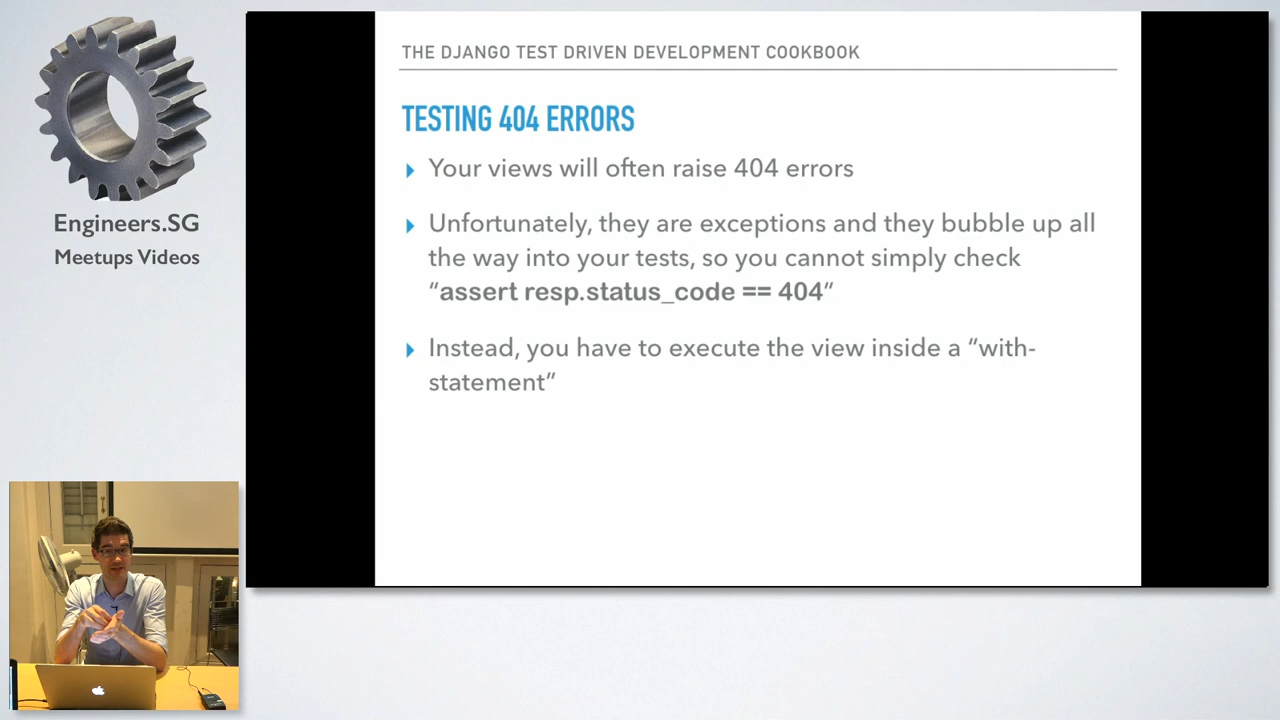 Engineers.SG
Meetups Videos
THE DJANGO TEST DRIVEN DEVELOPMENT COOKBOOK
TESTING 404 ERRORS
Your views will often raise 404 errors
Unfortunately, they are exceptions and they bubble up all
the way into your tests, so you cannot simply check
“assert resp.status_code == 404”
Instead, you have to execute the view inside a “with-
statement”